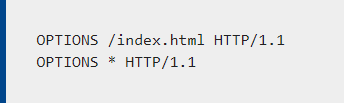 OPTIONS /index.html HTTP/1.1
OPTIONS * HTTP/1.1